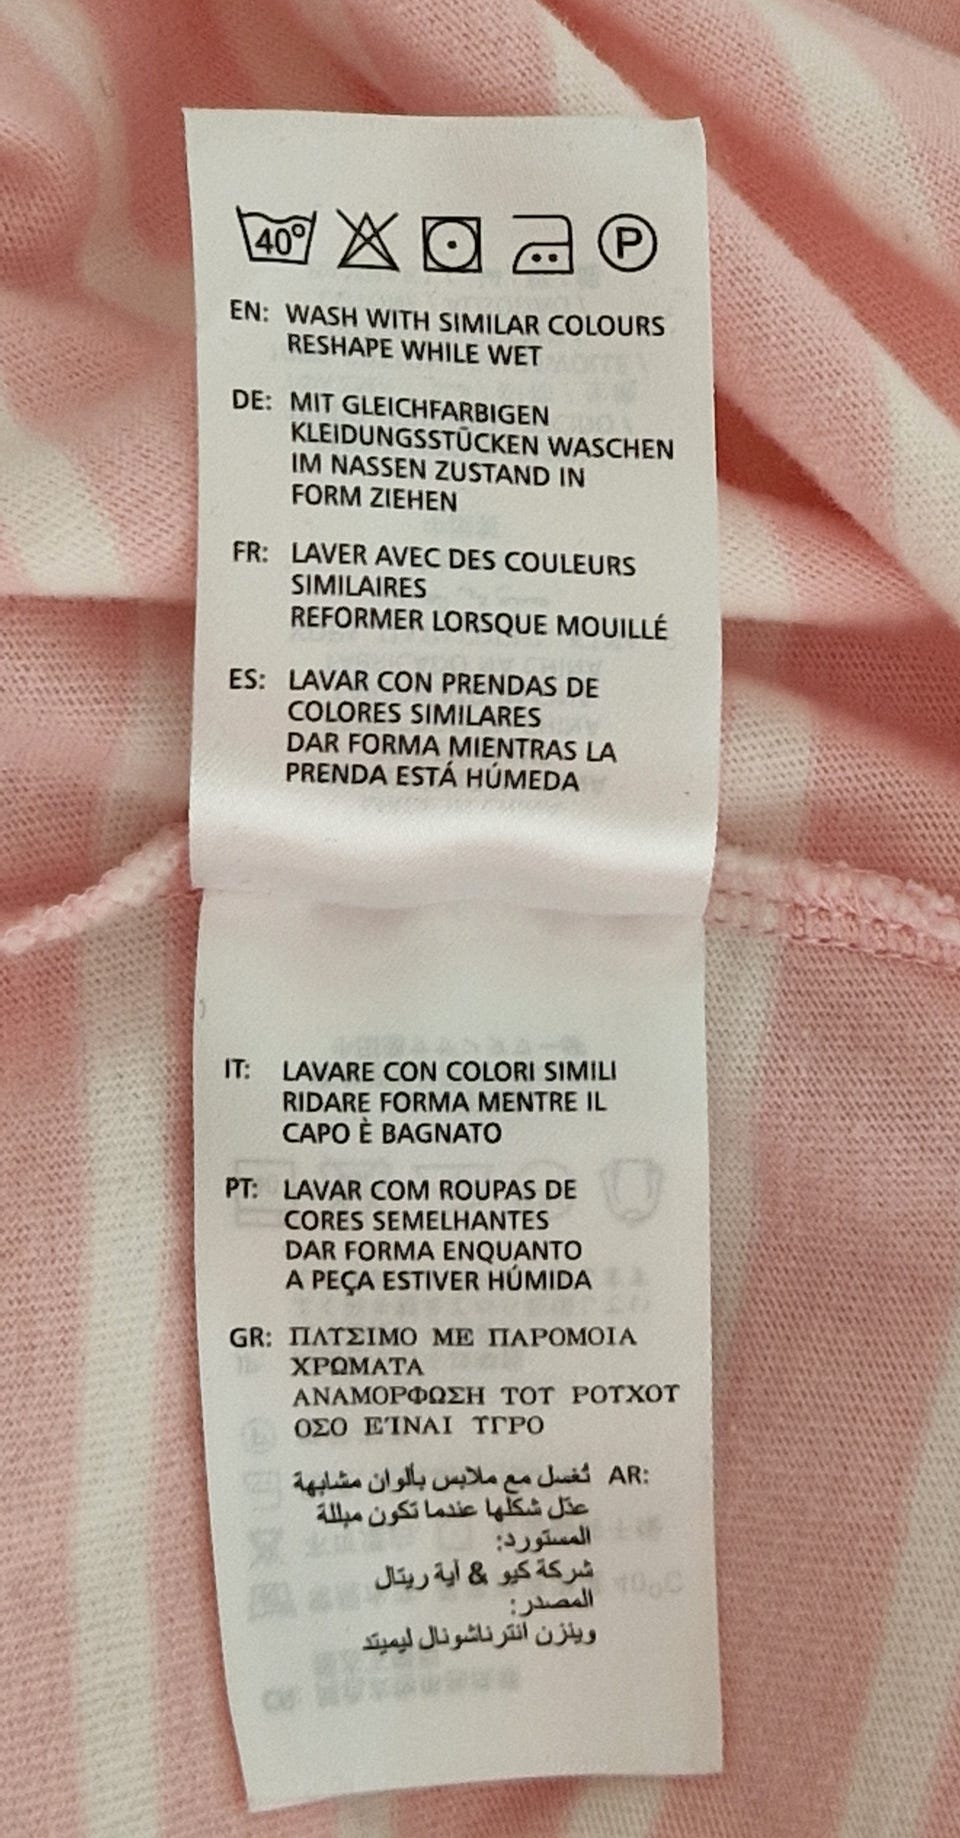 40°
P
EN: WASH WITH SIMILAR COLOURS
RESHAPE WHILE WET
DE: MIT GLEICHFARBIGEN
KLEIDUNGSSTÜCKEN WASCHEN
IM NASSEN ZUSTAND IN
FORM ZIEHEN
FR: LAVER AVEC DES COULEURS
SIMILAIRES
REFORMER LORSQUE MOUILLÉ
ES: LAVAR CON PRENDAS DE
COLORES SIMILARES
DAR FORMA MIENTRAS LA
PRENDA ESTÁ HÚMEDA
IT: LAVARE CON COLORI SIMILI
RIDARE FORMA MENTRE IL
CAPO È BAGNATO
PT: LAVAR COM ROUPAS DE
CORES SEMELHANTES
DAR FORMA ENQUANTO
A PEÇA ESTIVER HÚMIDA
GR: ΠΛΤΣΙΜΟ ΜΕ ΠΑΡΟΜΟΙΑ
ΧΡΩΜΑΤΑ
ΑΝΑΜΟΡΦΩΣΗ ΤΟΤ ΡΟΤΧΟΤ
ΟΣΟ ΕΊΝΑΙ ΤΓΡΟ
AR: تُغسل مع ملابس بألوان مشابهة
عدّل شكلها عندما تكون مبللة
المستورد:
شركة كيو & أية ريتال
المصدر:
وينزن انترناشونال ليميتد